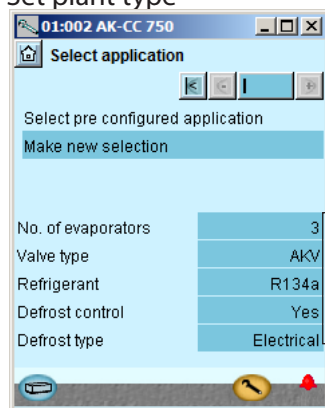 Set plant type
01:002 AK-CC 750
Select application
Select pre configured application
Make new selection
No. of evaporators 3
Valve type AKV
Refrigerant R134a
Defrost control Yes
Defrost type Electrical